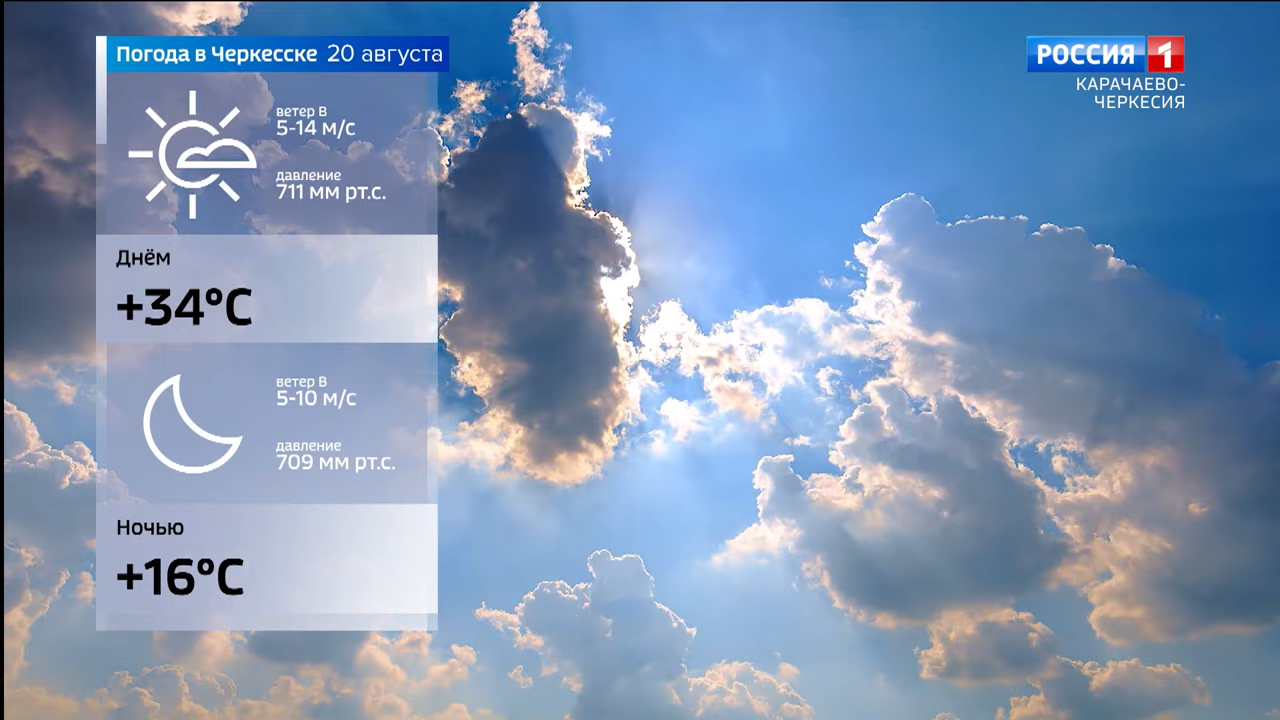 Погода в Черкесске 20 августа
РОССИЯ 1
КАРАЧАЕВО-
ЧЕРКЕСИЯ
ветер В
5-14 м/с
давление
711 мм рт.с.
Днём
+34°C
ветер В
5-10 м/с
давление
709 мм рт.с.
Ночью
+16°C